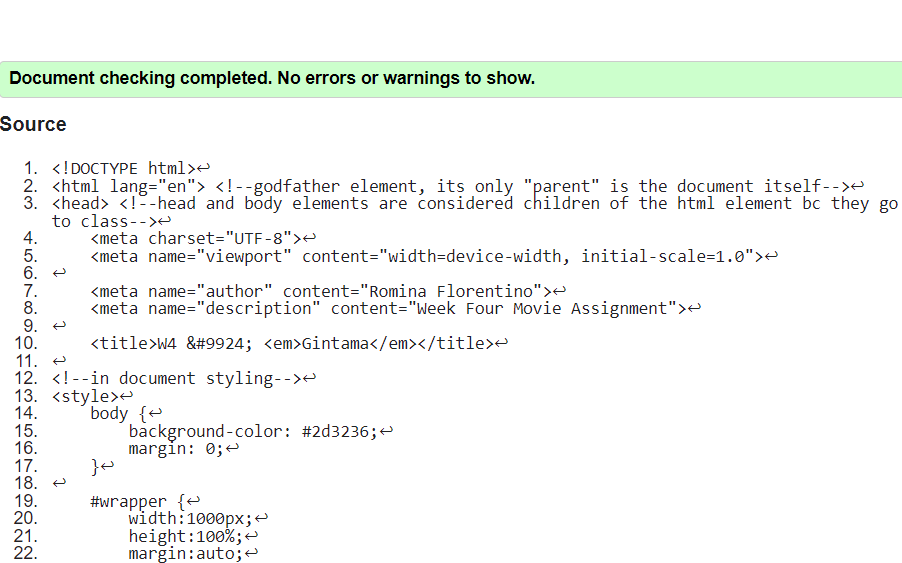 Document checking completed. No errors or warnings to show.
Source
1. <!DOCTYPE html>↩
2. <html lang="en"> <!--godfather element, its only "parent" is the document itself-->↩
3. <head> <!--head and body elements are considered children of the html element bc they go
to class-->↩
4.     <meta charset="UTF-8">↩
5.     <meta name="viewport" content="width=device-width, initial-scale=1.0">↩
6. ↩
7.     <meta name="author" content="Romina Florentino">↩
8.     <meta name="description" content="Week Four Movie Assignment">↩
9. ↩
10.     <title>W4 &#9924; <em>Gintama</em></title>↩
11. ↩
12. <!--in document styling-->↩
13. <style>↩
14.     body {↩
15.         background-color: #2d3236;↩
16.         margin: 0;↩
17.     }↩
18. ↩
19.     #wrapper {↩
20.         width:1000px;↩
21.         height:100%;↩
22.         margin:auto;↩